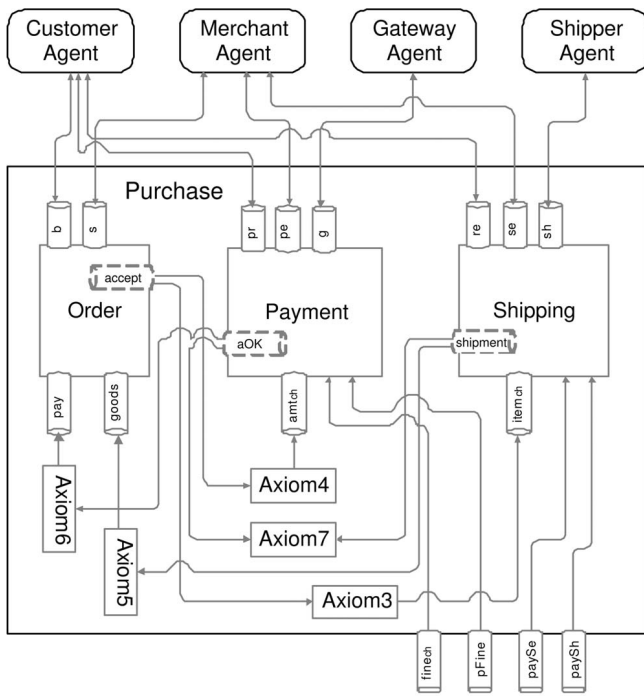 Customer
Agent
Merchant
Agent
Gateway
Agent
Shipper
Agent
Purchase
b
s
pr
pe
g
re
se
sh
accept
Order
Payment
Shipping
aOK
shipment
pay
goods
amtch
itemch
Axiom4
Axiom6
Axiom7
Axiom5
Axiom3
finech
pFine
paySe
paySh